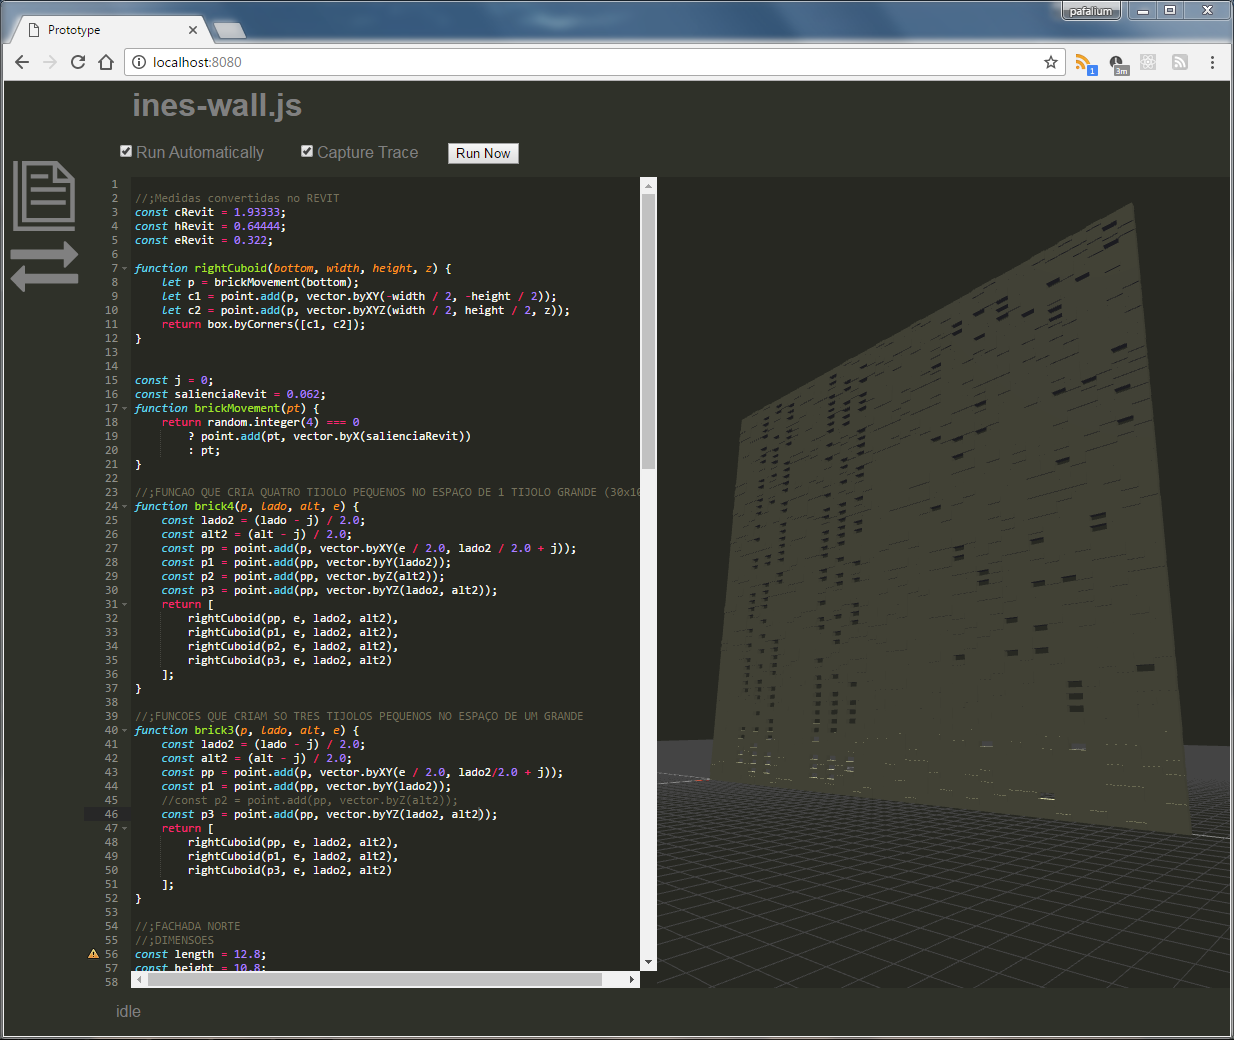 pafalium
Prototype
localhost:8080
1
3m
ines-wall.js
Run Automatically
Capture Trace
Run Now
1
2 //;Medidas convertidas no REVIT
3 const cRevit = 1.93333;
4 const hRevit = 0.64444;
5 const eRevit = 0.322;
6
7 function rightCuboid(bottom, width, height, z) {
8 let p = brickMovement(bottom);
9 let c1 = point.add(p, vector.byXY(-width / 2, -height / 2));
10 let c2 = point.add(p, vector.byXYZ(width / 2, height / 2, z));
11 return box.byCorners([c1, c2]);
12 }
13
14
15 const j = 0;
16 const salienciaRevit = 0.062;
17 function brickMovement(pt) {
18 return random.integer(4) === 0
19 ? point.add(pt, vector.byX(salienciaRevit))
20 : pt;
21 }
22
23 //;FUNCAO QUE CRIA QUATRO TIJOLO PEQUENOS NO ESPAÇO DE 1 TIJOLO GRANDE (30x10
24 function brick4(p, lado, alt, e) {
25 const lado2 = (lado - j) / 2.0;
26 const alt2 = (alt - j) / 2.0;
27 const pp = point.add(p, vector.byXY(e / 2.0, lado2 / 2.0 + j));
28 const p1 = point.add(pp, vector.byY(lado2));
29 const p2 = point.add(pp, vector.byZ(alt2));
30 const p3 = point.add(pp, vector.byYZ(lado2, alt2));
31 return [
32 rightCuboid(pp, e, lado2, alt2),
33 rightCuboid(p1, e, lado2, alt2),
34 rightCuboid(p2, e, lado2, alt2),
35 rightCuboid(p3, e, lado2, alt2)
36 ];
37 }
38
39 //;FUNCOES QUE CRIAM SO TRES TIJOLOS PEQUENOS NO ESPAÇO DE UM GRANDE
40 function brick3(p, lado, alt, e) {
41 const lado2 = (lado - j) / 2.0;
42 const alt2 = (alt - j) / 2.0;
43 const pp = point.add(p, vector.byXY(e / 2.0, lado2/2.0 + j));
44 const p1 = point.add(pp, vector.byY(lado2));
45 //const p2 = point.add(pp, vector.byZ(alt2));
46 const p3 = point.add(pp, vector.byYZ(lado2, alt2));
47 return [
48 rightCuboid(pp, e, lado2, alt2),
49 rightCuboid(p1, e, lado2, alt2),
50 rightCuboid(p3, e, lado2, alt2)
51 ];
52 }
53
54 //;FACHADA NORTE
55 //;DIMENSOES
56 const length = 12.8;
57 const height = 10.8;
58
idle